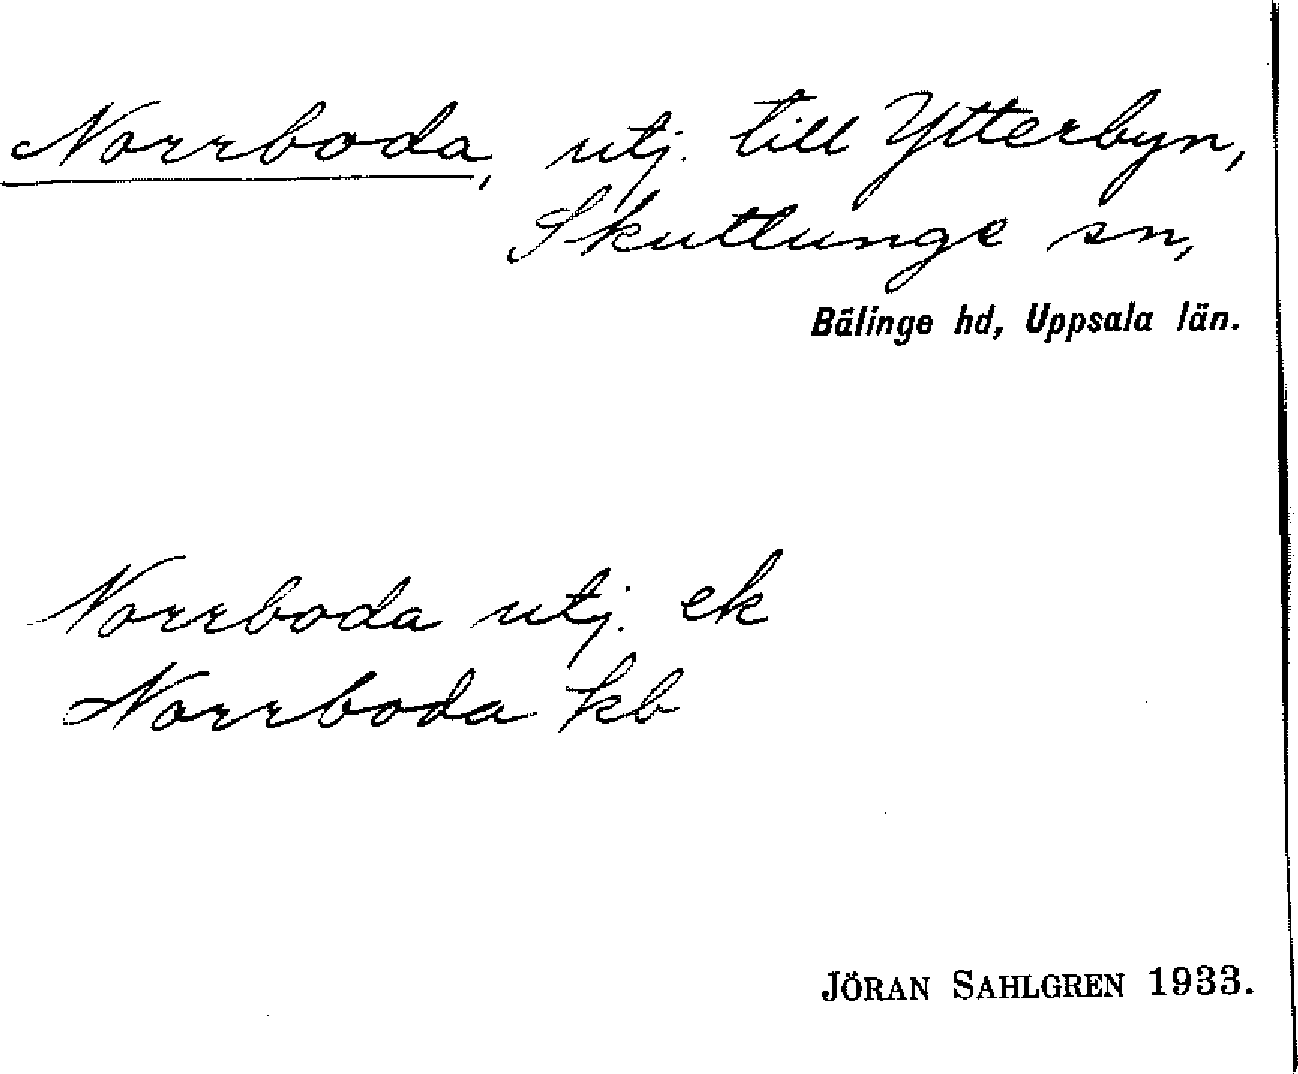 Norrboda, utj. till Ytterbyn,
Skuttunge sn,
Bälinge hd, Uppsala län.
Norrboda utj. ek
Norrboda kb
JÖRAN SAHLGREN 1933.